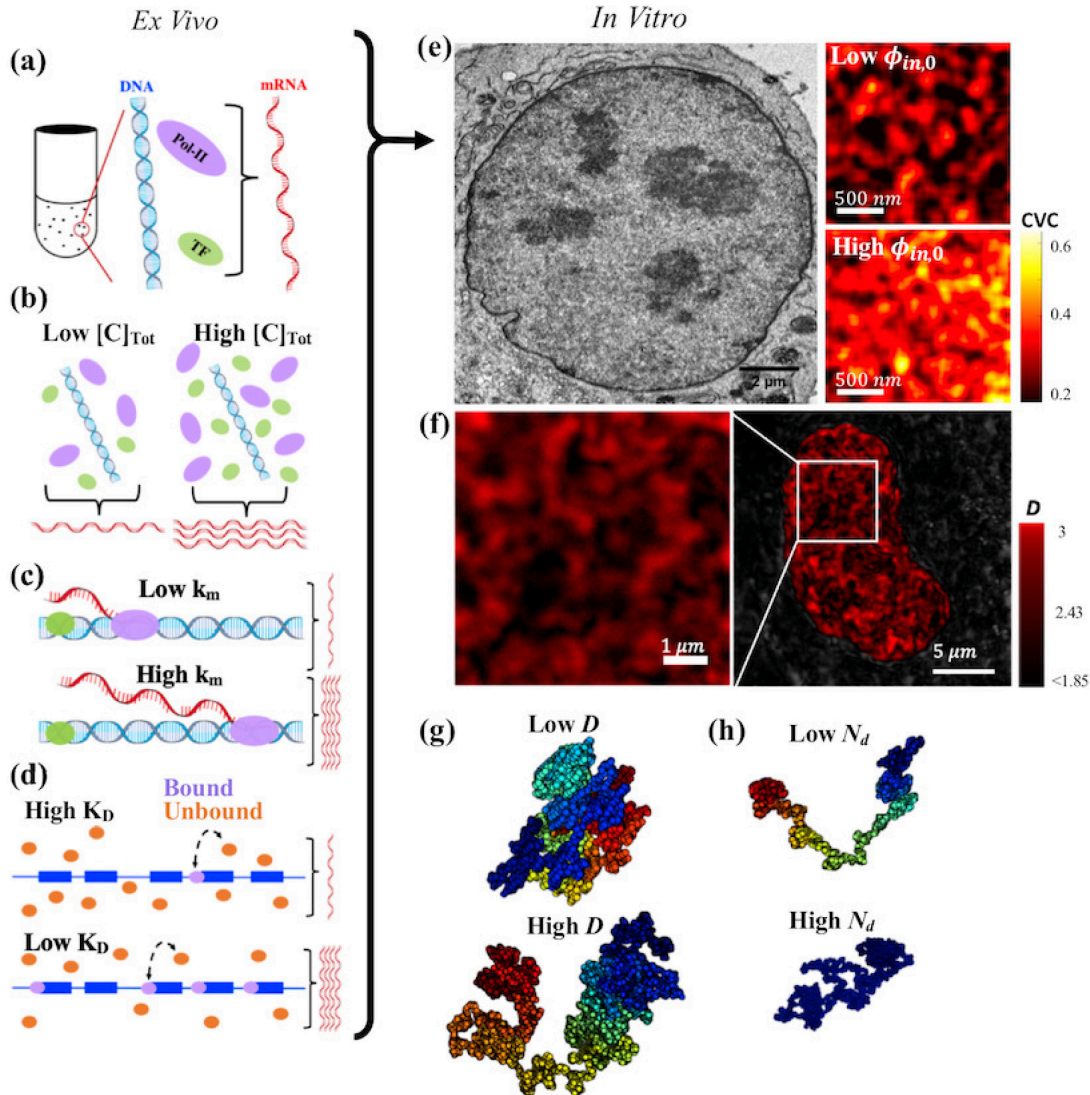 Ex Vivo
In Vitro
(a)
DNA
mRNA
Pol-II
TF
(b)
Low [C]Tot
High [C]Tot
(c)
Low km
High km
(d)
Bound
Unbound
High KD
Low KD
(e)
2 μm
Low ϕin,0
500 nm
High ϕin,0
500 nm
CVC
0.6
0.4
0.2
(f)
1 μm
5 μm
D
3
2.43
<1.85
(g)
Low D
High D
(h)
Low Nd
High Nd